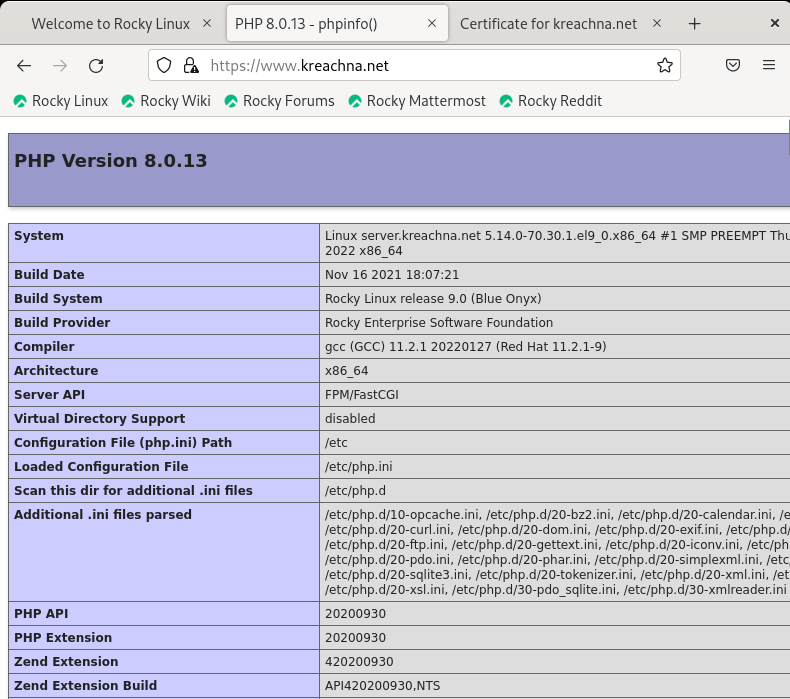 Welcome to Rocky Linux
PHP 8.0.13 - phpinfo()
Certificate for kreachna.net
https://www.kreachna.net
Rocky Linux
Rocky Wiki
Rocky Forums
Rocky Mattermost
Rocky Reddit
PHP Version 8.0.13
System
Linux server.kreachna.net 5.14.0-70.30.1.el9_0.x86_64 #1 SMP PREEMPT Thu
2022 x86_64
Build Date
Nov 16 2021 18:07:21
Build System
Rocky Linux release 9.0 (Blue Onyx)
Build Provider
Rocky Enterprise Software Foundation
Compiler
gcc (GCC) 11.2.1 20220127 (Red Hat 11.2.1-9)
Architecture
x86_64
Server API
FPM/FastCGI
Virtual Directory Support
disabled
Configuration File (php.ini) Path
/etc
Loaded Configuration File
/etc/php.ini
Scan this dir for additional .ini files
/etc/php.d
Additional .ini files parsed
/etc/php.d/10-opcache.ini, /etc/php.d/20-bz2.ini, /etc/php.d/20-calendar.ini, /e
/etc/php.d/20-curl.ini, /etc/php.d/20-dom.ini, /etc/php.d/20-exif.ini, /etc/php.d/
/etc/php.d/20-ftp.ini, /etc/php.d/20-gettext.ini, /etc/php.d/20-iconv.ini, /etc/ph
/etc/php.d/20-pdo.ini, /etc/php.d/20-phar.ini, /etc/php.d/20-simplexml.ini, /etc/
/etc/php.d/20-sqlite3.ini, /etc/php.d/20-tokenizer.ini, /etc/php.d/20-xml.ini, /et
/etc/php.d/20-xsl.ini, /etc/php.d/30-pdo_sqlite.ini, /etc/php.d/30-xmlreader.ini
PHP API
20200930
PHP Extension
20200930
Zend Extension
420200930
Zend Extension Build
API420200930,NTS